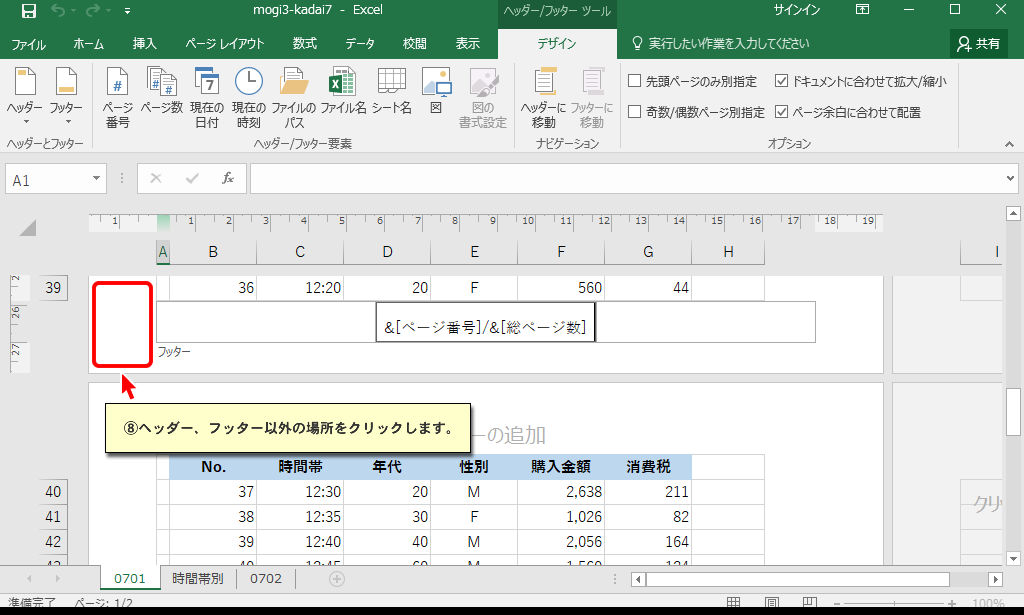 mogi3-kadai7 - Excel
ヘッダー/フッター ツール
サインイン
ファイル ホーム 挿入 ページ レイアウト 数式 データ 校閲 表示 デザイン 実行したい作業を入力してください 共有
ヘッダー フッター ページ番号 ページ数 現在の日付 現在の時刻 ファイルのパス ファイル名 シート名 図 図の書式設定 ヘッダーに移動 フッターに移動
先頭ページのみ別指定 ドキュメントに合わせて拡大/縮小
奇数/偶数ページ別指定 ページ余白に合わせて配置
ヘッダーとフッター ヘッダー/フッター要素 ナビゲーション オプション
A1 fx
1 1 2 3 4 5 6 7 8 9 10 11 12 13 14 15 16 17 18 19
A B C D E F G H I
39 36 12:20 20 F 560 44
26
27
&[ページ番号]/&[総ページ数]
フッター
⑧ヘッダー、フッター以外の場所をクリックします。
ーの追加
No. 時間帯 年代 性別 購入金額 消費税
40 37 12:30 20 M 2,638 211
41 38 12:35 30 F 1,026 82
42 39 12:40 40 M 2,056 164
0701 時間帯別 0702
準備完了 ページ: 1/2 100%